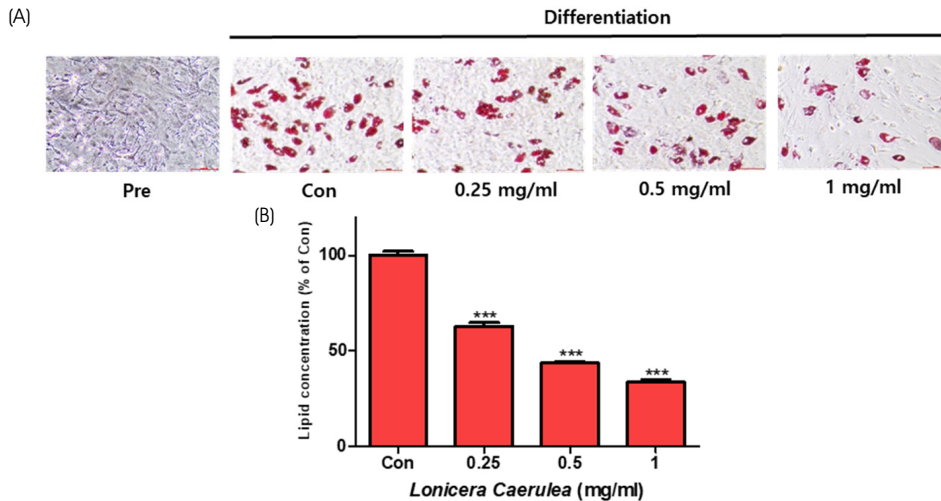 (A)
Differentiation
Pre
Con
0.25 mg/ml
0.5 mg/ml
1 mg/ml
(B)
Lipid concentration (% of Con)
100
50
0
***
***
***
Con
0.25
0.5
1
Lonicera Caerulea (mg/ml)